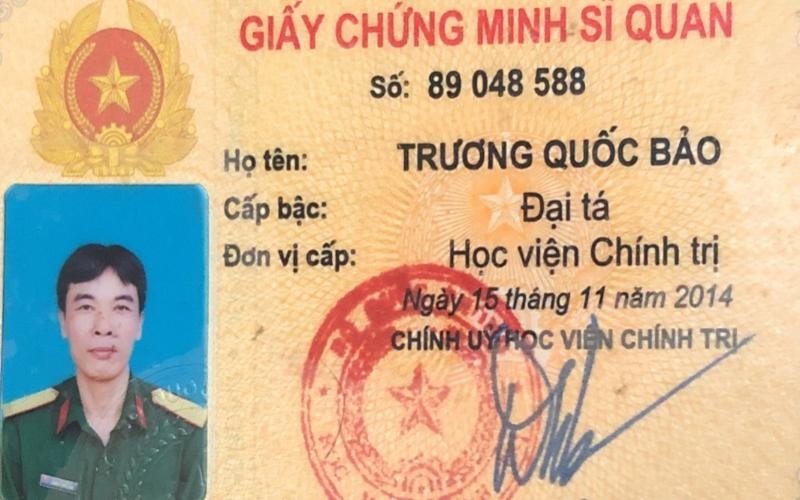 GIẤY CHỨNG MINH SĨ QUAN
Số: 89 048 588
Họ tên: TRƯƠNG QUỐC BẢO
Cấp bậc: Đại tá
Đơn vị cấp: Học viện Chính trị
Ngày 15 tháng 11 năm 2014
CHÍNH UỶ HỌC VIỆN CHÍNH TRỊ